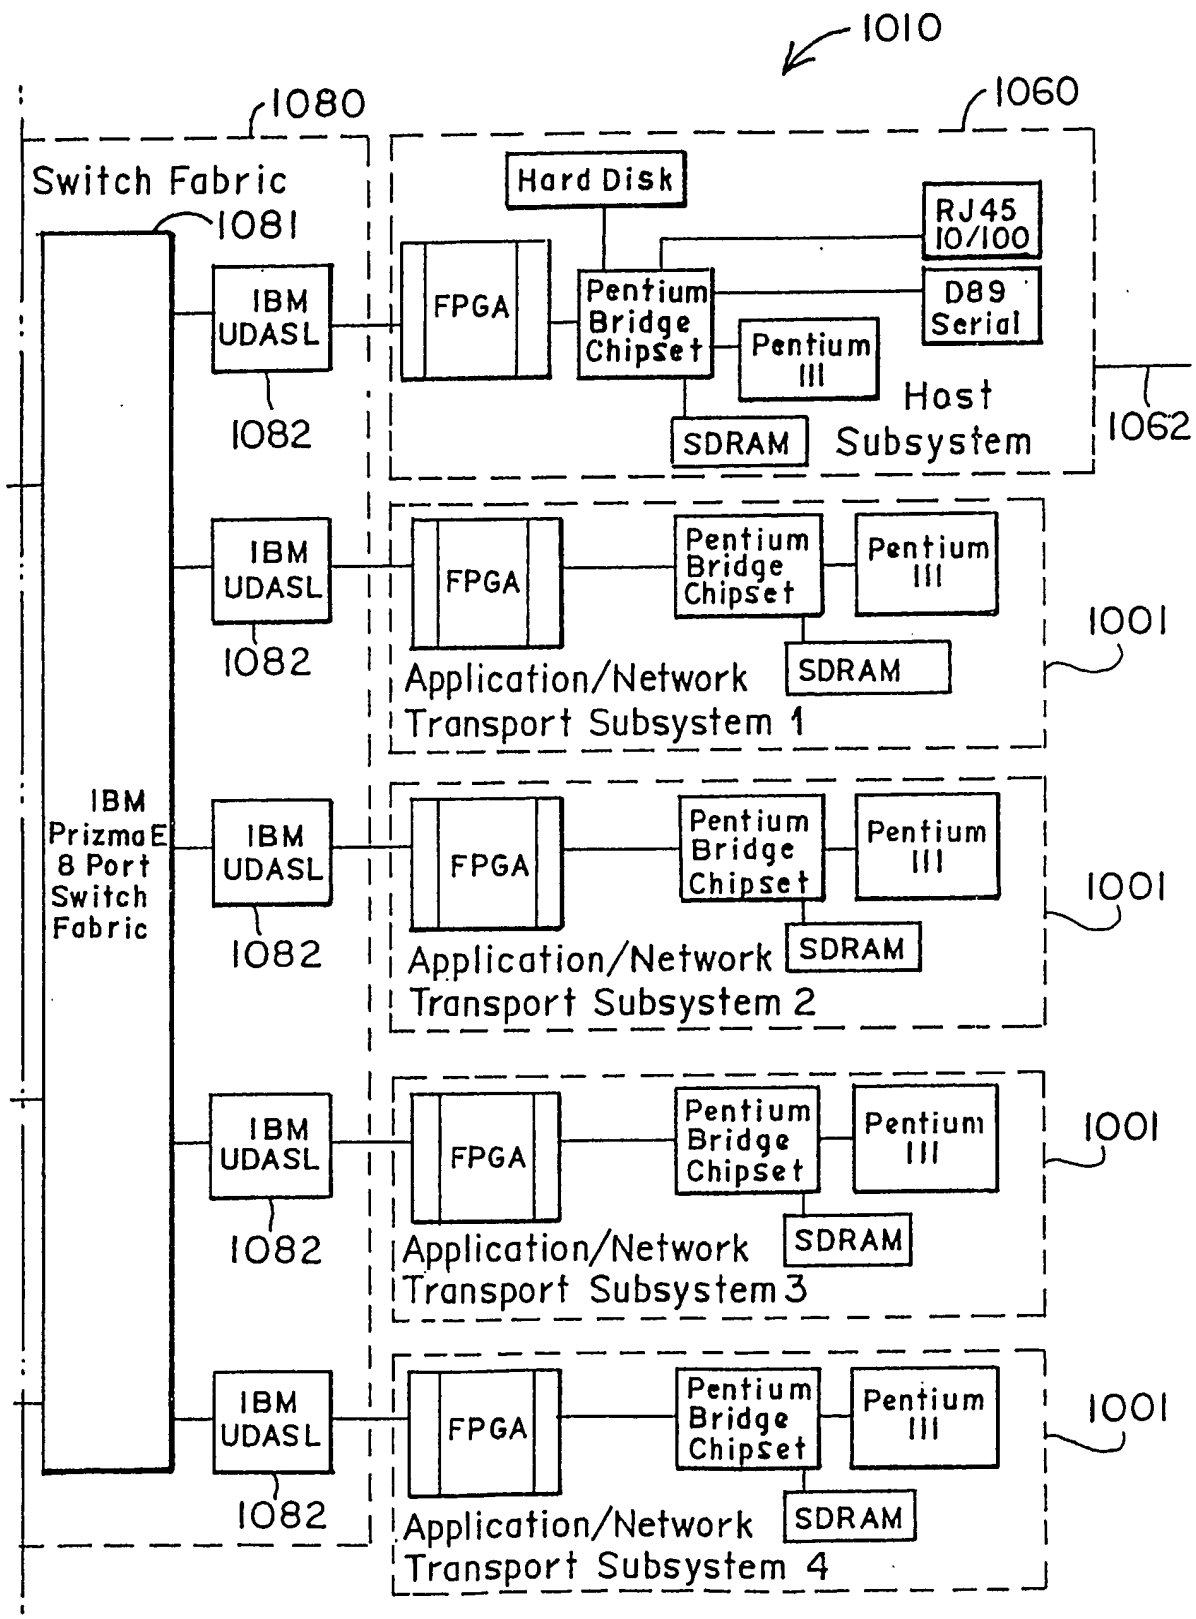 1010
1080
1060
Switch Fabric
1081
Hard Disk
RJ45
10/100
IBM
UDASL
FPGA
Pentium
Bridge
Chipset
D89
Serial
Pentium
III
1082
SDRAM
Host
Subsystem
1062
IBM
UDASL
FPGA
Pentium
Bridge
Chipset
Pentium
III
1082
SDRAM
1001
Application/Network
Transport Subsystem 1
IBM
PrizmaE
8 Port
Switch
Fabric
IBM
UDASL
FPGA
Pentium
Bridge
Chipset
Pentium
III
1082
SDRAM
1001
Application/Network
Transport Subsystem 2
IBM
UDASL
FPGA
Pentium
Bridge
Chipset
Pentium
III
1082
SDRAM
1001
Application/Network
Transport Subsystem 3
IBM
UDASL
FPGA
Pentium
Bridge
Chipset
Pentium
III
1082
SDRAM
1001
Application/Network
Transport Subsystem 4